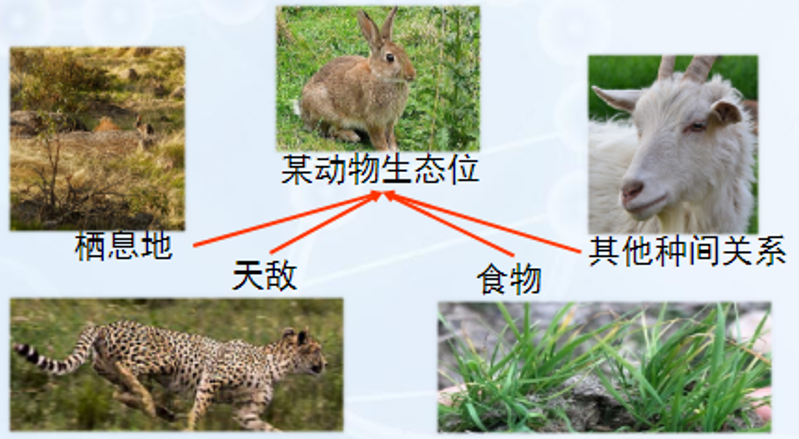 某动物生态位
栖息地
其他种间关系
天敌
食物